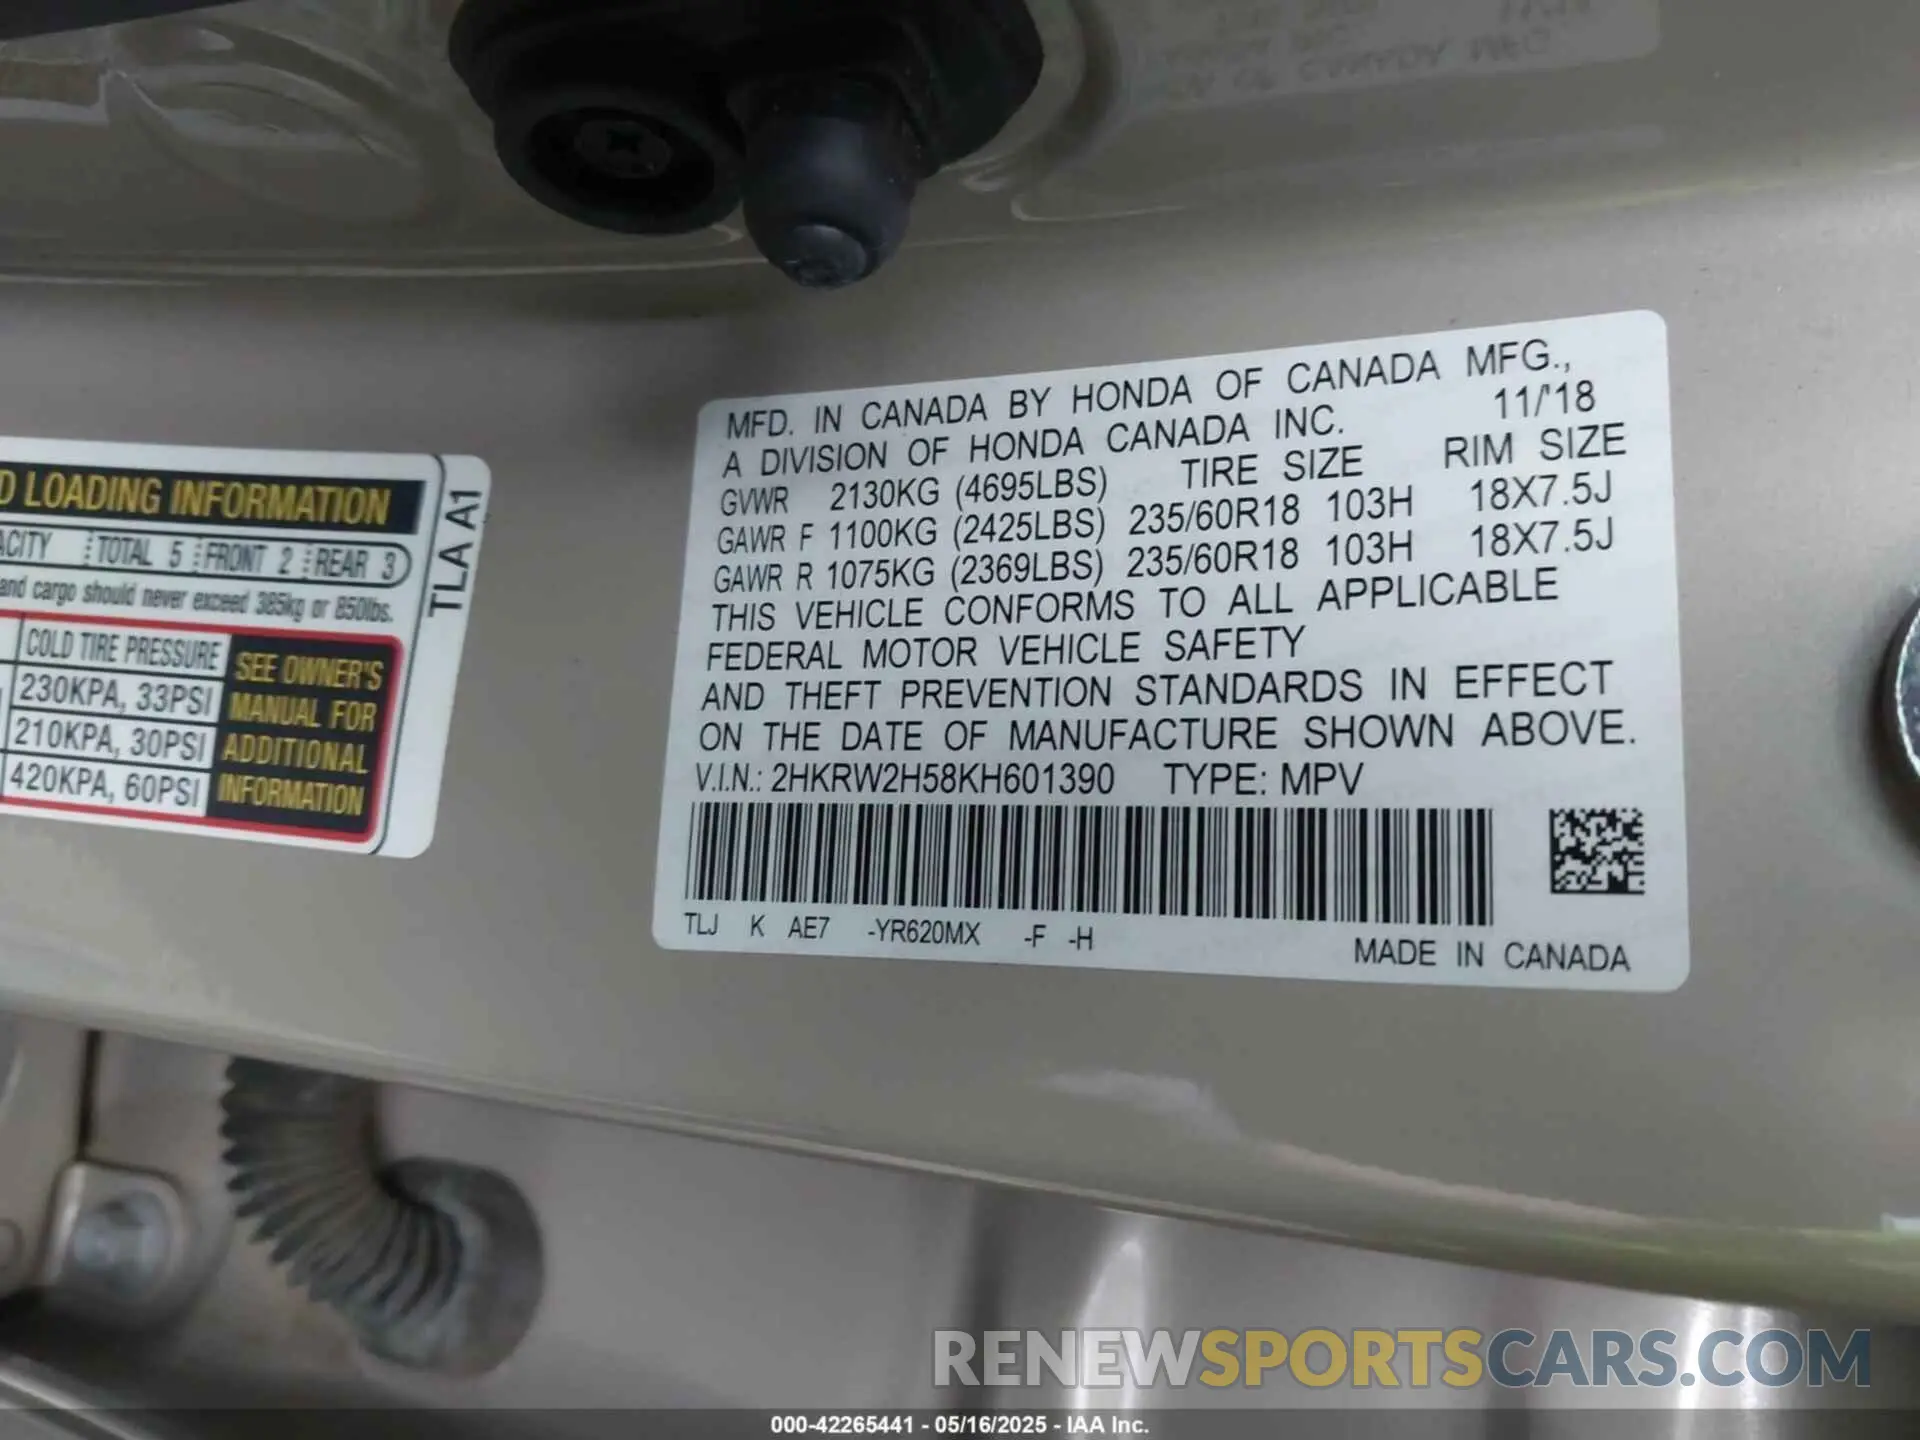 MFD. IN CANADA BY HONDA OF CANADA MFG.,
A DIVISION OF HONDA CANADA INC. 11/'18
GVWR 2130KG (4695LBS) TIRE SIZE RIM SIZE
GAWR F 1100KG (2425LBS) 235/60R18 103H 18X7.5J
GAWR R 1075KG (2369LBS) 235/60R18 103H 18X7.5J
THIS VEHICLE CONFORMS TO ALL APPLICABLE
FEDERAL MOTOR VEHICLE SAFETY
AND THEFT PREVENTION STANDARDS IN EFFECT
ON THE DATE OF MANUFACTURE SHOWN ABOVE.
V.I.N.: 2HKRW2H58KH601390 TYPE: MPV
TLJ K AE7 -YR620MX -F -H
MADE IN CANADA
LOADING INFORMATION
TOTAL 5 FRONT 2 REAR 3
and cargo should never exceed 385kg or 850lbs.
COLD TIRE PRESSURE
230KPA, 33PSI
210KPA, 30PSI
420KPA, 60PSI
SEE OWNER'S
MANUAL FOR
ADDITIONAL
INFORMATION
TLA A1
RENEWSPORTSCARS.COM
000-42265441 - 05/16/2025 - IAA Inc.